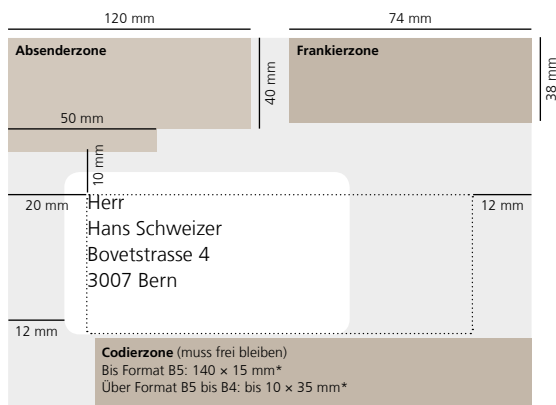 120 mm
74 mm
Absenderzone
Frankierzone
40 mm
38 mm
50 mm
10 mm
20 mm
12 mm
Herr
Hans Schweizer
Bovetstrasse 4
3007 Bern
12 mm
Codierzone (muss frei bleiben)
Bis Format B5: 140 × 15 mm*
Über Format B5 bis B4: bis 10 × 35 mm*